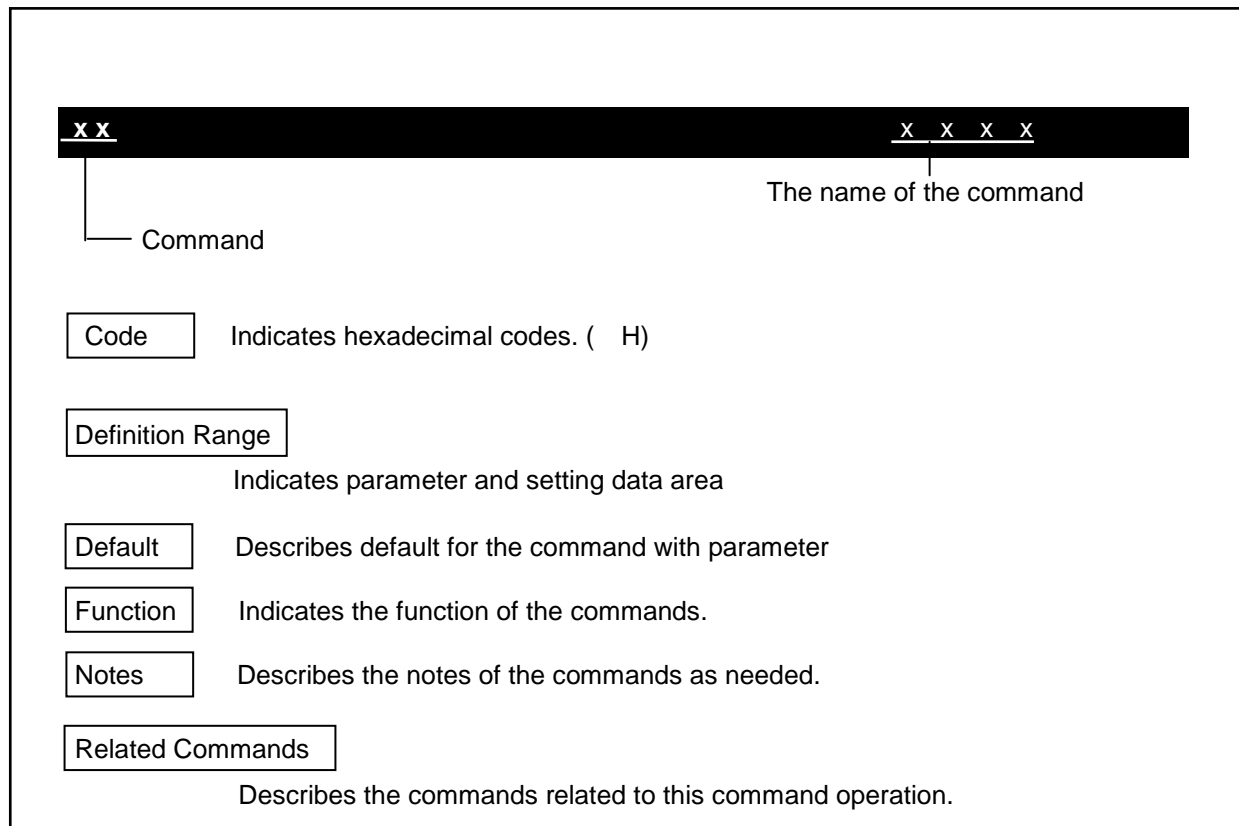 x x x x x x
The name of the command
Command
Code Indicates hexadecimal codes. ( H)
Definition Range
Indicates parameter and setting data area
Default Describes default for the command with parameter
Function Indicates the function of the commands.
Notes Describes the notes of the commands as needed.
Related Commands
Describes the commands related to this command operation.